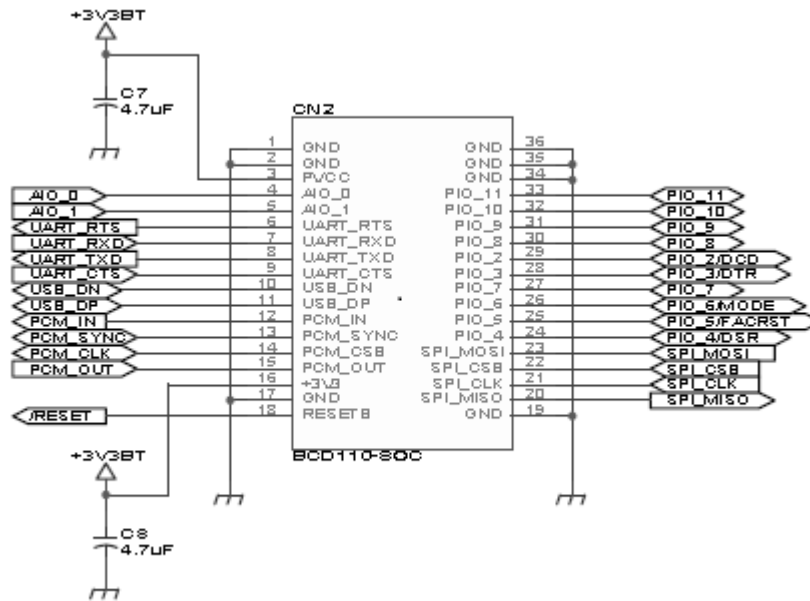 +3V3BT
C7
4.7uF
CN2
1 GND GND 36
2 GND GND 35
3 PVCC GND 34
AIO_0 4 AIO_0 PIO_11 33 PIO_11
AIO_1 5 AIO_1 PIO_10 32 PIO_10
UART_RTS 6 UART_RTS PIO_9 31 PIO_9
UART_RXD 7 UART_RXD PIO_8 30 PIO_8
UART_TXD 8 UART_TXD PIO_2 29 PIO_2/DCD
UART_CTS 9 UART_CTS PIO_3 28 PIO_3/DTR
USB_DN 10 USB_DN PIO_7 27 PIO_7
USB_DP 11 USB_DP PIO_6 26 PIO_6/MODE
PCM_IN 12 PCM_IN PIO_5 25 PIO_5/FACRST
PCM_SYNC 13 PCM_SYNC PIO_4 24 PIO_4/DSR
PCM_CLK 14 PCM_CSB SPI_MOSI 23 SPI_MOSI
PCM_OUT 15 PCM_OUT SPI_CSB 22 SPI_CSB
16 +3V3 SPI_CLK 21 SPI_CLK
17 GND SPI_MISO 20 SPI_MISO
/RESET 18 RESETB GND 19
BCD110-SOC
+3V3BT
C8
4.7uF